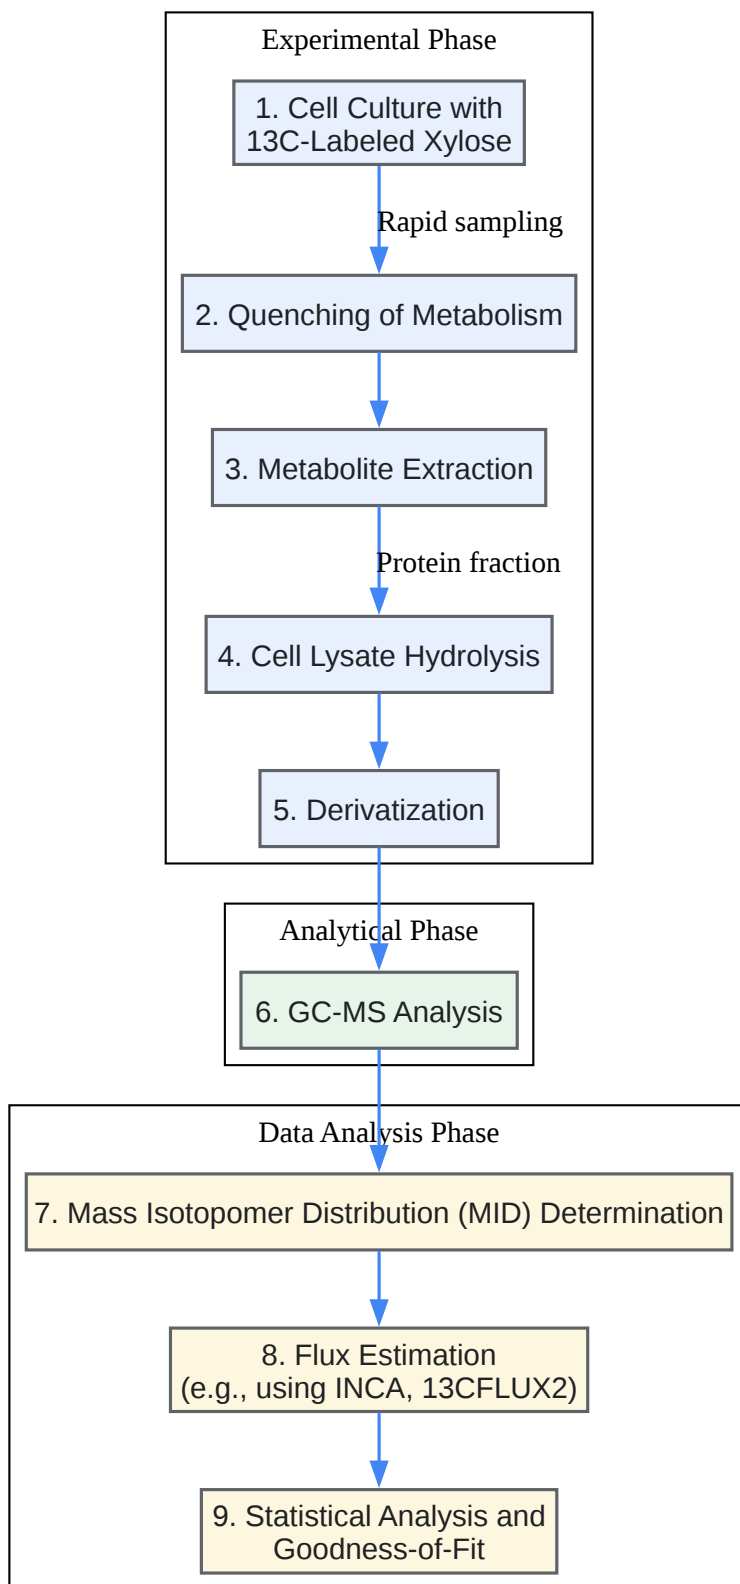 Experimental Phase
1. Cell Culture with
13C-Labeled Xylose
Rapid sampling
2. Quenching of Metabolism
3. Metabolite Extraction
Protein fraction
4. Cell Lysate Hydrolysis
5. Derivatization
Analytical Phase
6. GC-MS Analysis
Data Analysis Phase
7. Mass Isotopomer Distribution (MID) Determination
8. Flux Estimation
(e.g., using INCA, 13CFLUX2)
9. Statistical Analysis and
Goodness-of-Fit